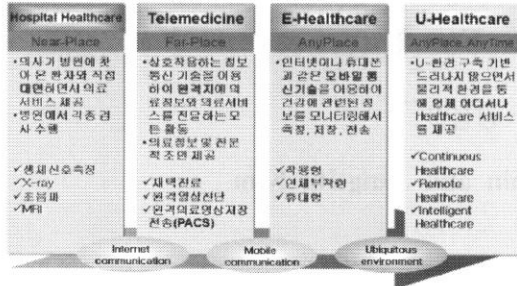 Hospital Healthcare
Near-Place
•의사가 병원에 찾
아 온 환자와 직접
대면하면서 의료
서비스 제공
•병원에서 각종 검
사 수행
✓생체신호측정
✓X-ray
✓초음파
✓MRI
Telemedicine
Far-Place
•상호작용하는 정보
통신 기술을 이용
하여 원격지에 의
료정보와 의료서비
스를 전달하는 모
든 활동
•의료정보 및 전문
적 조언 제공
✓재택진료
✓원격영상진단
✓원격의료영상저장
전송(PACS)
E-Healthcare
AnyPlace
•인터넷이나 휴대폰
과 같은 모바일 통
신기술을 이용하여
건강에 관련된 정
보를 모니터링해서
측정, 저장, 전송
✓착용형
✓인체부착형
✓휴대형
U-Healthcare
AnyPlace, AnyTime
•U-환경 구축 기반
드러나지 않으면서
물리적 환경을 통
해 언제 어디서나
Healthcare 서비스
를 제공
✓Continuous
Healthcare
✓Remote
Healthcare
✓Intelligent
Healthcare
Internet
communication
Mobile
communication
Ubiquitous
environment